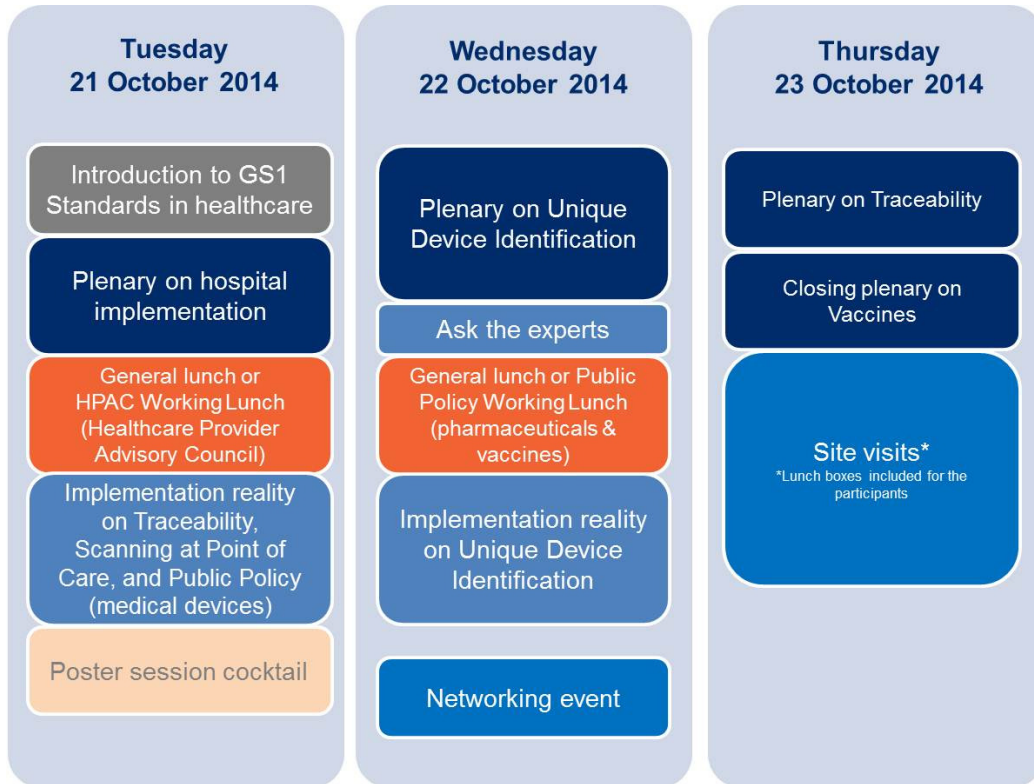 Tuesday
21 October 2014
Introduction to GS1
Standards in healthcare
Plenary on hospital
implementation
General lunch or
HPAC Working Lunch
(Healthcare Provider
Advisory Council)
Implementation reality
on Traceability,
Scanning at Point of
Care, and Public Policy
(medical devices)
Poster session cocktail
Wednesday
22 October 2014
Plenary on Unique
Device Identification
Ask the experts
General lunch or Public
Policy Working Lunch
(pharmaceuticals &
vaccines)
Implementation reality
on Unique Device
Identification
Networking event
Thursday
23 October 2014
Plenary on Traceability
Closing plenary on
Vaccines
Site visits*
*Lunch boxes included for the
participants